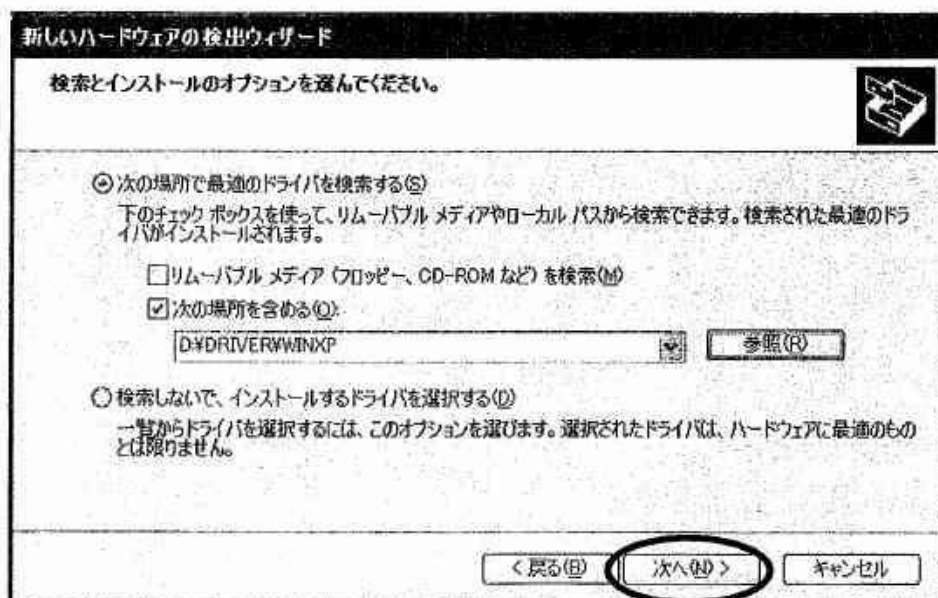 新しいハードウェアの検出ウィザード
検索とインストールのオプションを選んでください。
次の場所で最適のドライバを検索する(S)
下のチェック ボックスを使って、リムーバブル メディアやローカル パスから検索できます。検索された最適のドラ
イバがインストールされます。
リムーバブル メディア (フロッピー、CD-ROM など) を検索(M)
次の場所を含める(O):
D¥DRIVER¥WINXP
参照(R)
検索しないで、インストールするドライバを選択する(D)
一覧からドライバを選択するには、このオプションを選びます。選択されたドライバは、ハードウェアに最適のもの
とは限りません。
< 戻る(B)
次へ(N) >
キャンセル